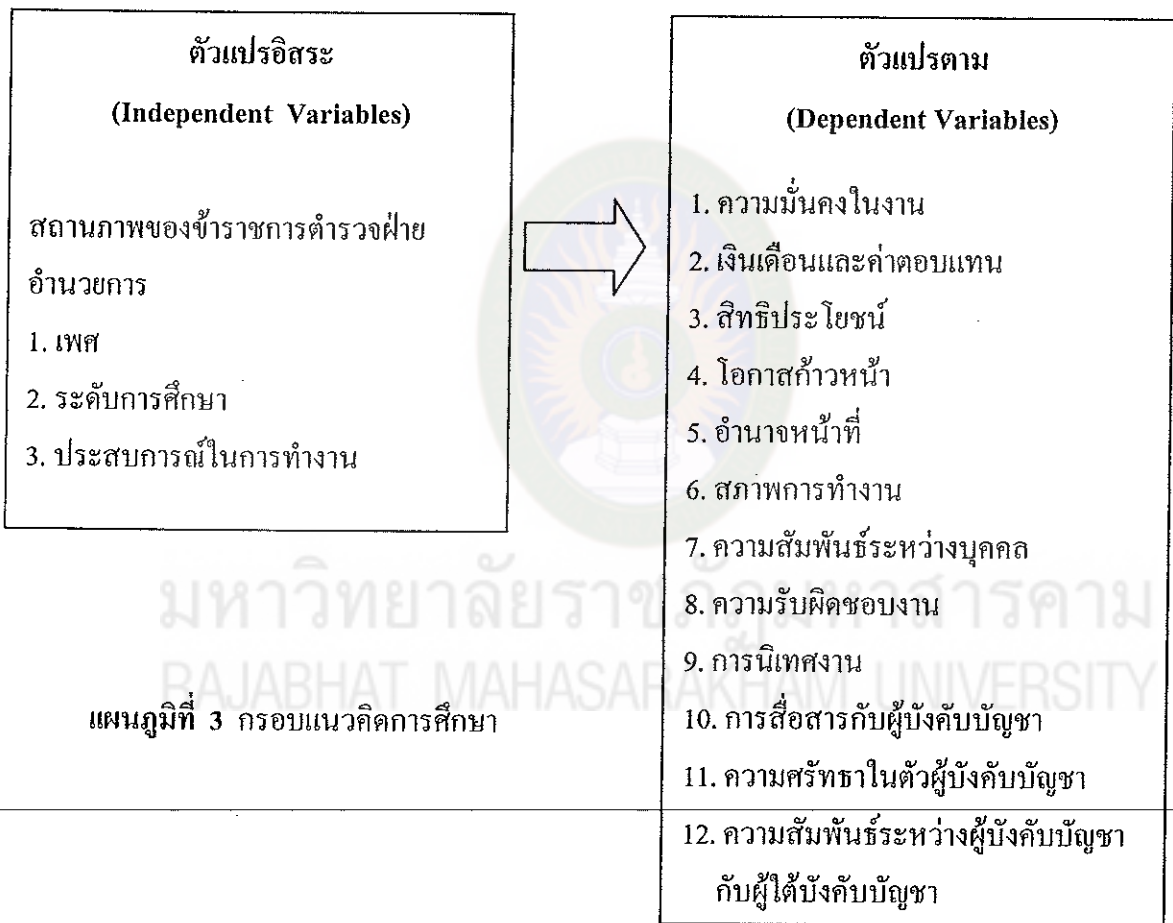 ตัวแปรอิสระ
(Independent Variables)
สถานภาพของข้าราชการตำรวจฝ่าย
อำนวยการ
1. เพศ
2. ระดับการศึกษา
3. ประสบการณ์ในการทำงาน
ตัวแปรตาม
(Dependent Variables)
1. ความมั่นคงในงาน
2. เงินเดือนและค่าตอบแทน
3. สิทธิประโยชน์
4. โอกาสก้าวหน้า
5. อำนาจหน้าที่
6. สภาพการทำงาน
7. ความสัมพันธ์ระหว่างบุคคล
8. ความรับผิดชอบงาน
9. การนิเทศงาน
10. การสื่อสารกับผู้บังคับบัญชา
11. ความศรัทธาในตัวผู้บังคับบัญชา
12. ความสัมพันธ์ระหว่างผู้บังคับบัญชา
กับผู้ใต้บังคับบัญชา
มหาวิทยาลัยราชภัฏมหาสารคาม
RAJABHAT MAHASARAKHAM UNIVERSITY
แผนภูมิที่ 3 กรอบแนวคิดการศึกษา